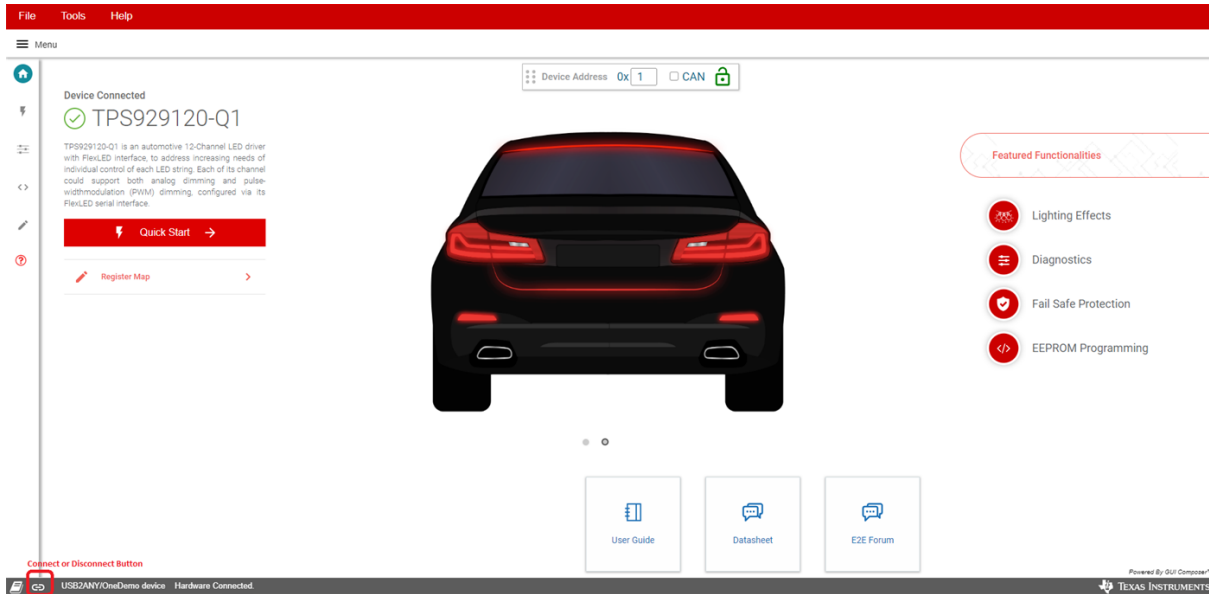 File Tools Help
Menu
Device Address 0x 1 CAN
Device Connected
TPS929120-Q1
TPS929120-Q1 is an automotive 12-Channel LED driver
with FlexLED interface, to address increasing needs of
individual control of each LED string. Each of its channel
could support both analog dimming and pulse-
widthmodulation (PWM) dimming, configured via its
FlexLED serial interface.
Quick Start
Register Map
Featured Functionalities
Lighting Effects
Diagnostics
Fail Safe Protection
EEPROM Programming
User Guide
Datasheet
E2E Forum
Connect or Disconnect Button
Powered By GUI Composer™
USB2ANY/OneDemo device Hardware Connected.
TEXAS INSTRUMENTS